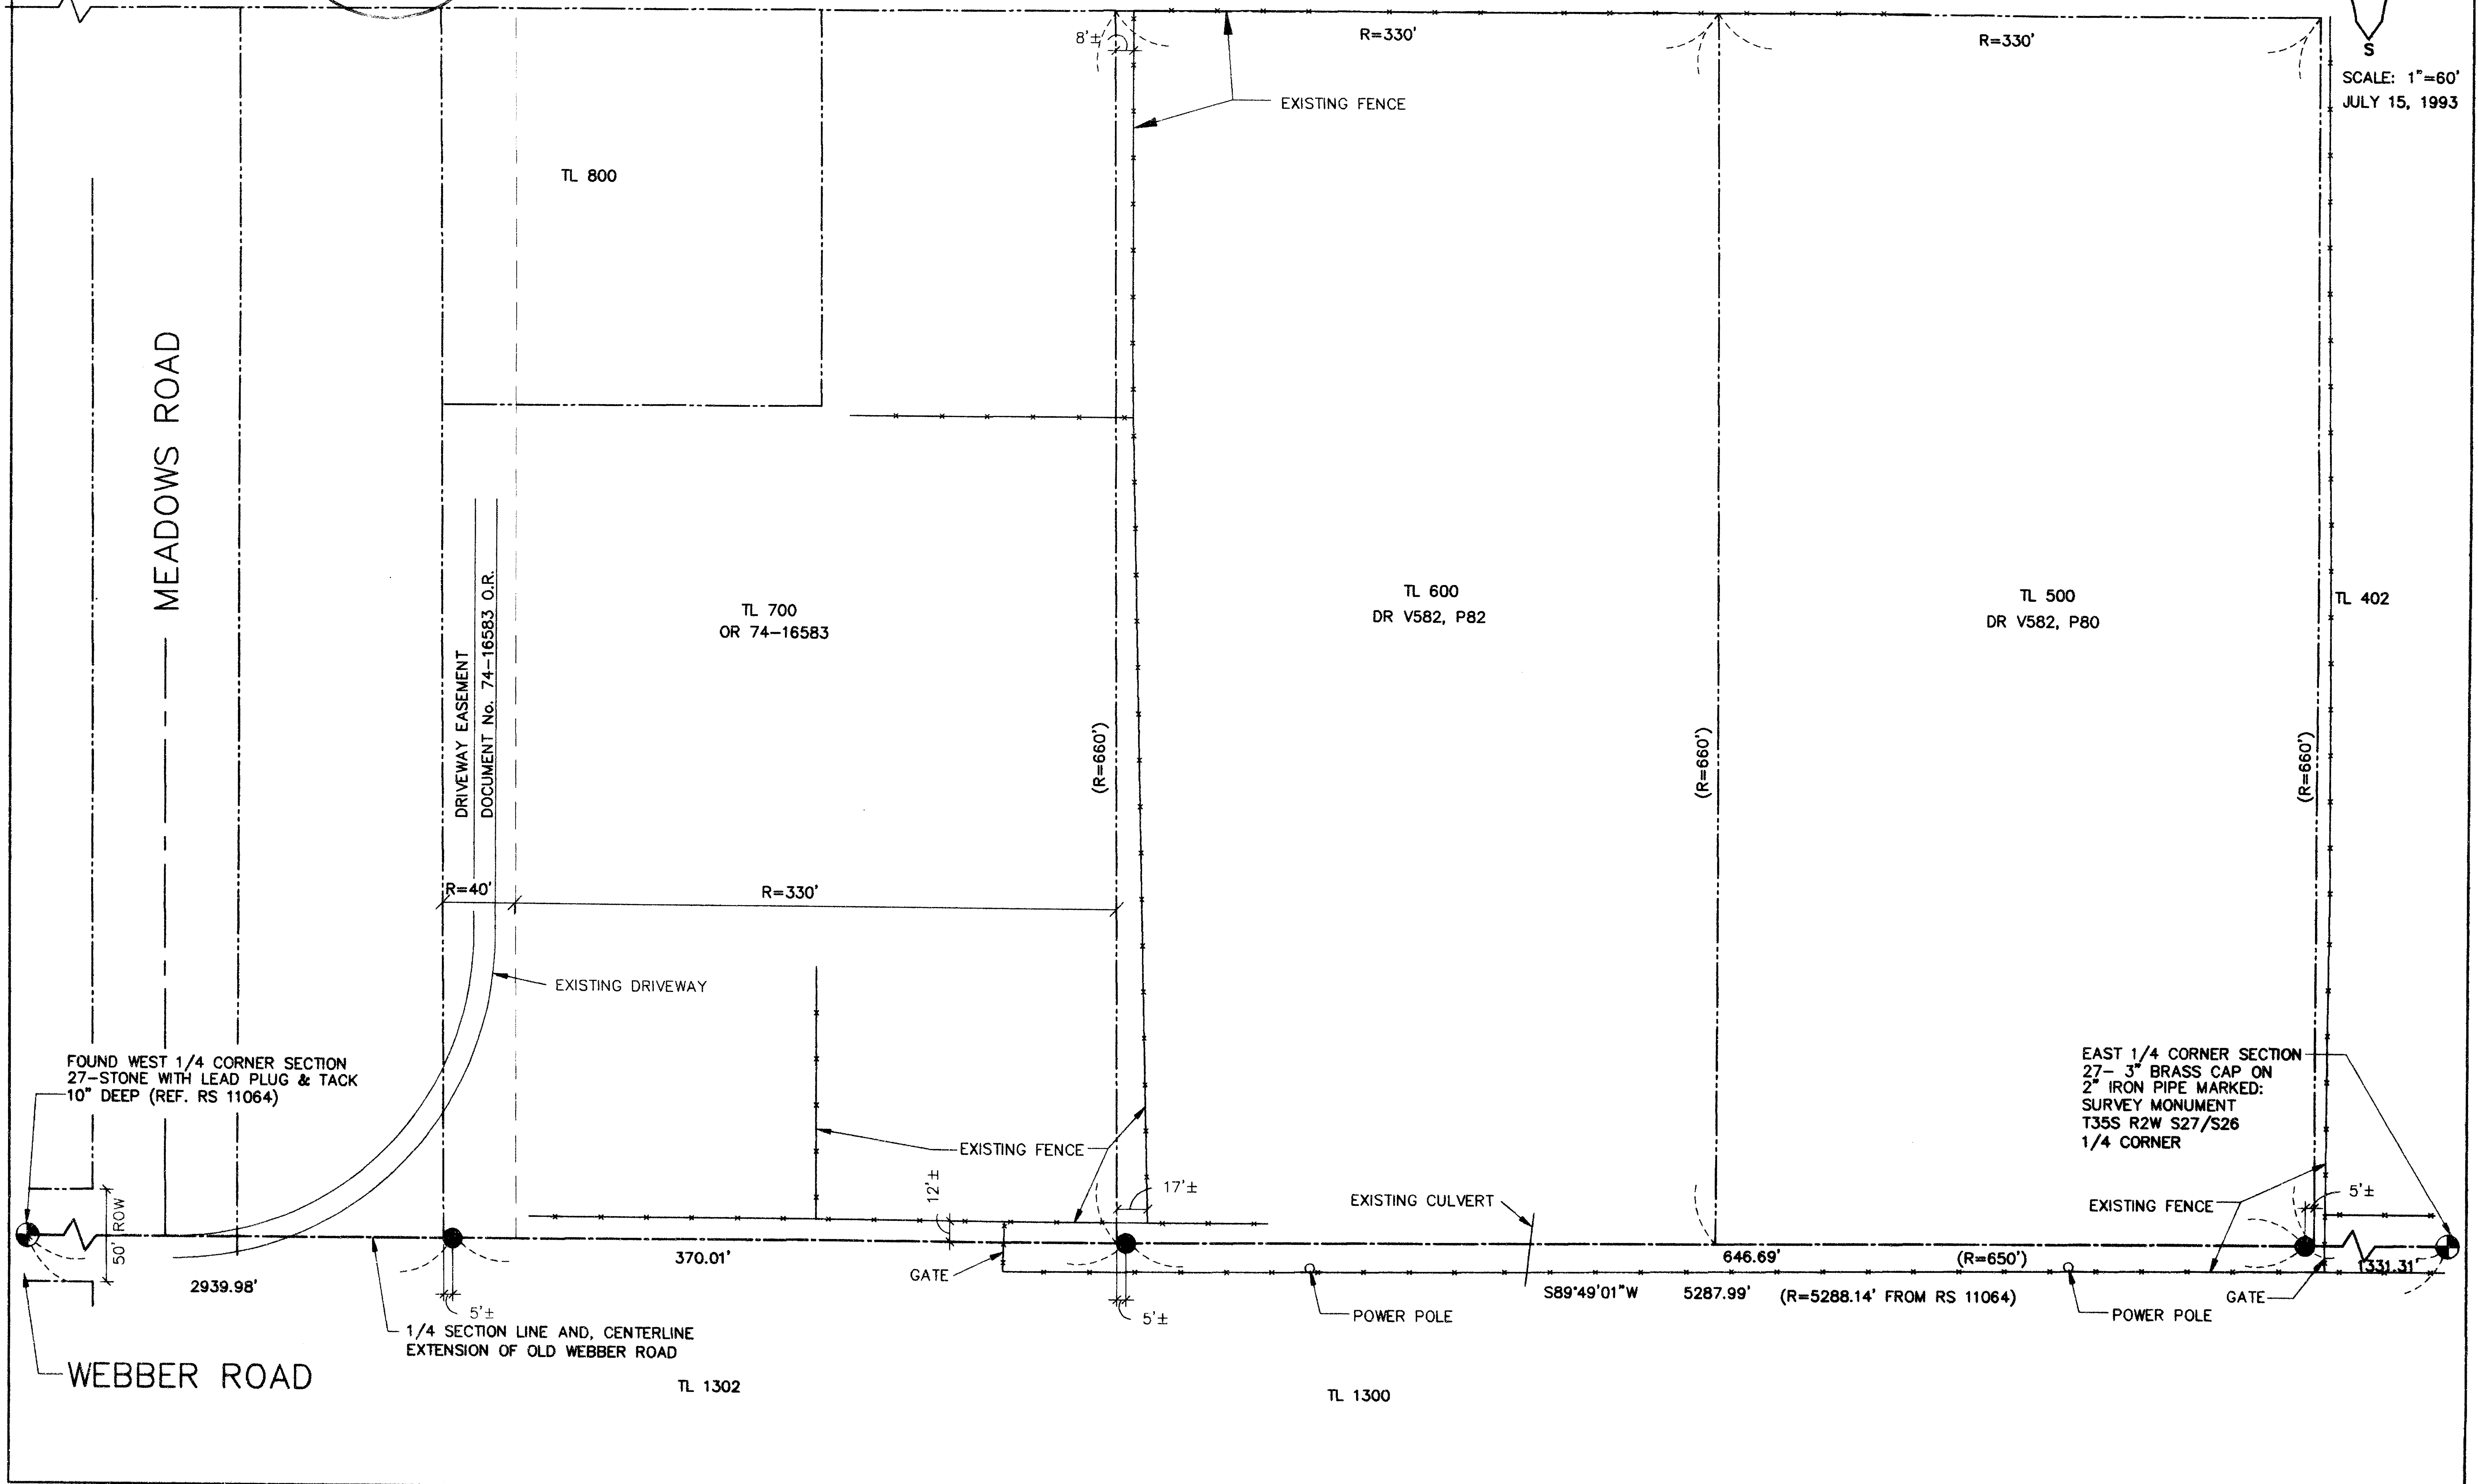 S
SCALE: 1"=60'
JULY 15, 1993
8'±
R=330'
R=330'
EXISTING FENCE
TL 800
MEADOWS ROAD
TL 700
OR 74-16583
TL 600
DR V582, P82
TL 500
DR V582, P80
TL 402
DRIVEWAY EASEMENT
DOCUMENT No. 74-16583 O.R.
(R=660')
(R=660')
(R=660')
R=40'
R=330'
EXISTING DRIVEWAY
FOUND WEST 1/4 CORNER SECTION
27-STONE WITH LEAD PLUG & TACK
10" DEEP (REF. RS 11064)
EAST 1/4 CORNER SECTION
27- 3" BRASS CAP ON
2" IRON PIPE MARKED:
SURVEY MONUMENT
T35S R2W S27/S26
1/4 CORNER
EXISTING FENCE
12'±
17'±
EXISTING CULVERT
EXISTING FENCE
5'±
50' ROW
2939.98'
370.01'
GATE
646.69'
(R=650')
1331.31'
S89°49'01"W
5287.99'
(R=5288.14' FROM RS 11064)
GATE
5'±
5'±
POWER POLE
POWER POLE
1/4 SECTION LINE AND, CENTERLINE
EXTENSION OF OLD WEBBER ROAD
WEBBER ROAD
TL 1302
TL 1300